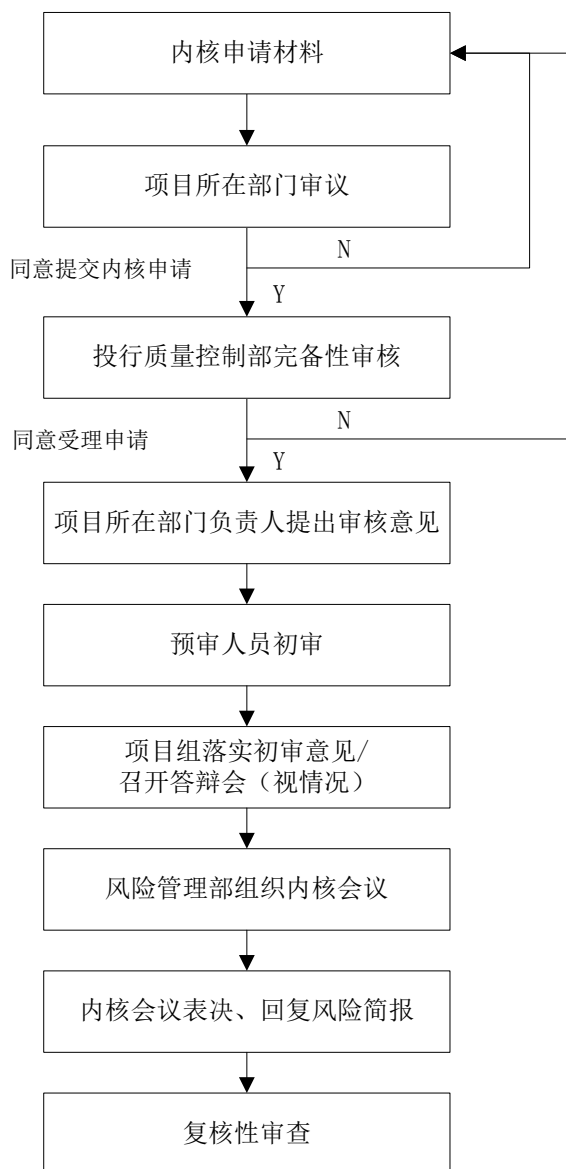 内核申请材料
项目所在部门审议
N
同意提交内核申请
Y
投行质量控制部完备性审核
N
同意受理申请
Y
项目所在部门负责人提出审核意见
预审人员初审
项目组落实初审意见/
召开答辩会（视情况）
风险管理部组织内核会议
内核会议表决、回复风险简报
复核性审查